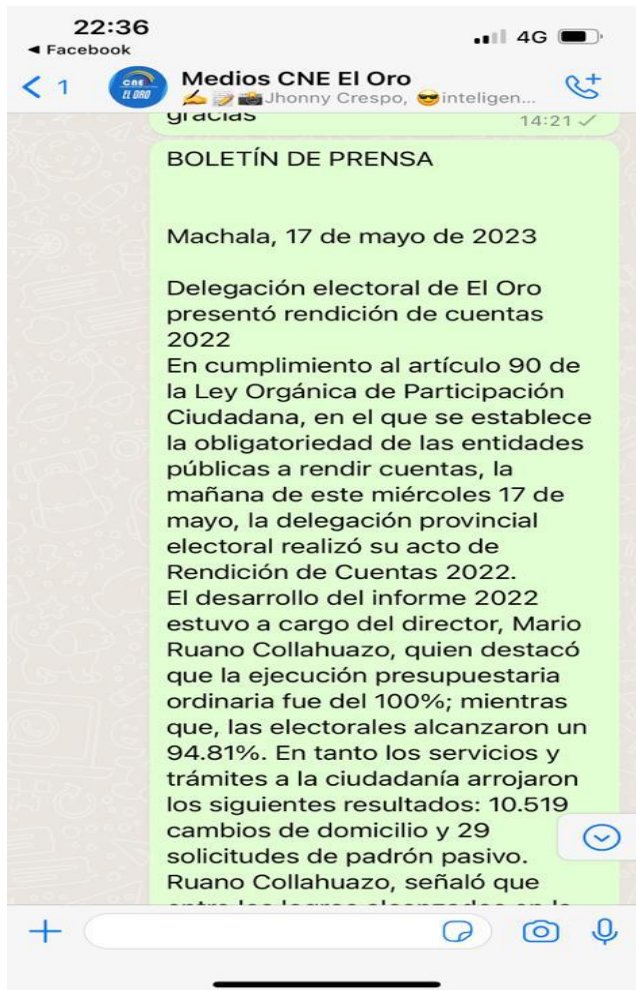 22:36
4G
◄ Facebook
1
CNE
EL ORO
Medios CNE El Oro
✍️📝📸Jhonny Crespo, 😎inteligen...
gracias
14:21 ✓
BOLETÍN DE PRENSA
Machala, 17 de mayo de 2023
Delegación electoral de El Oro
presentó rendición de cuentas
2022
En cumplimiento al artículo 90 de
la Ley Orgánica de Participación
Ciudadana, en el que se establece
la obligatoriedad de las entidades
públicas a rendir cuentas, la
mañana de este miércoles 17 de
mayo, la delegación provincial
electoral realizó su acto de
Rendición de Cuentas 2022.
El desarrollo del informe 2022
estuvo a cargo del director, Mario
Ruano Collahuazo, quien destacó
que la ejecución presupuestaria
ordinaria fue del 100%; mientras
que, las electorales alcanzaron un
94.81%. En tanto los servicios y
trámites a la ciudadanía arrojaron
los siguientes resultados: 10.519
cambios de domicilio y 29
solicitudes de padrón pasivo.
Ruano Collahuazo, señaló que